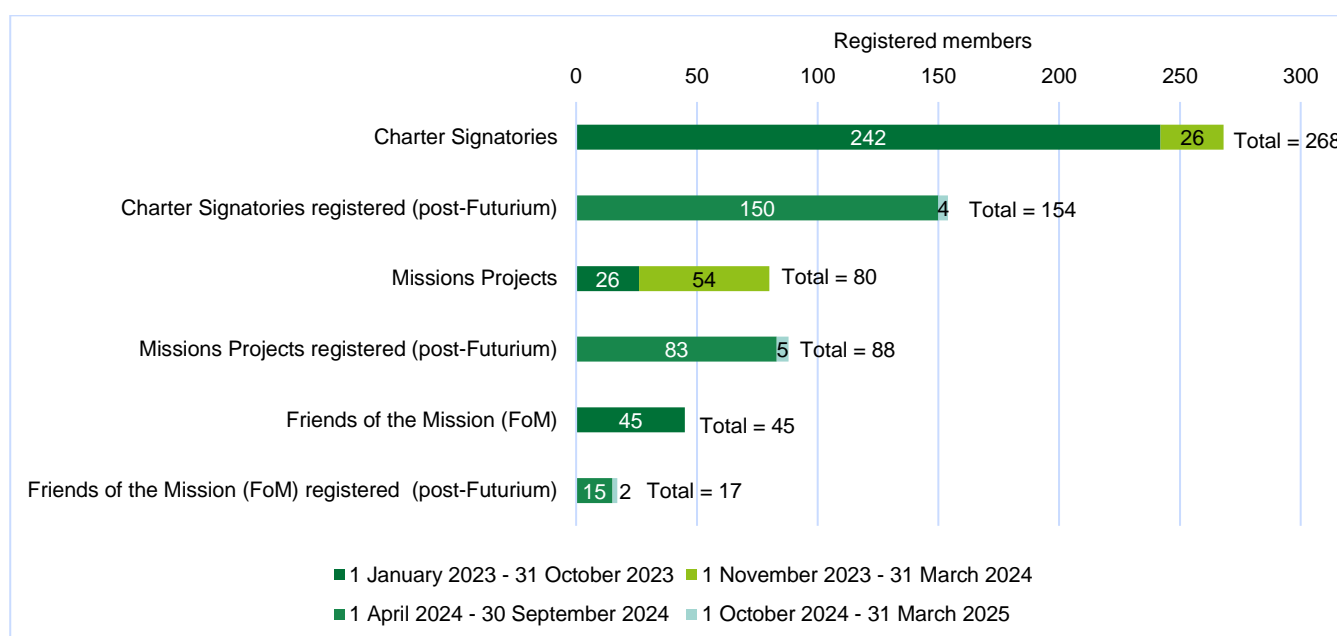 Registered members
0 50 100 150 200 250 300
Charter Signatories 242 26 Total = 268
Charter Signatories registered (post-Futurium) 150 4 Total = 154
Missions Projects 26 54 Total = 80
Missions Projects registered (post-Futurium) 83 5 Total = 88
Friends of the Mission (FoM) 45 Total = 45
Friends of the Mission (FoM) registered (post-Futurium) 15 2 Total = 17
1 January 2023 - 31 October 2023 1 November 2023 - 31 March 2024
1 April 2024 - 30 September 2024 1 October 2024 - 31 March 2025